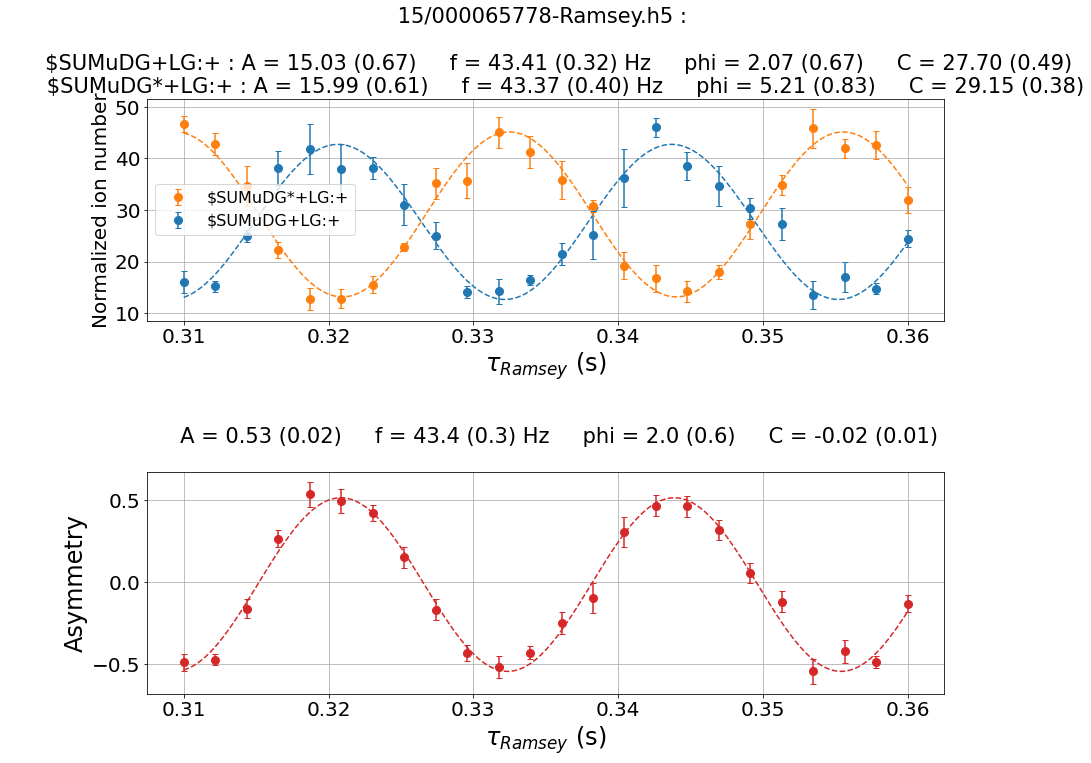 15/000065778-Ramsey.h5 :
$SUMuDG+LG:+ : A = 15.03 (0.67) f = 43.41 (0.32) Hz phi = 2.07 (0.67) C = 27.70 (0.49)
$SUMuDG*+LG:+ : A = 15.99 (0.61) f = 43.37 (0.40) Hz phi = 5.21 (0.83) C = 29.15 (0.38)
Normalized ion number
50
40
30
20
10
$SUMuDG*+LG:+
$SUMuDG+LG:+
0.31 0.32 0.33 0.34 0.35 0.36
τRamsey (s)
A = 0.53 (0.02) f = 43.4 (0.3) Hz phi = 2.0 (0.6) C = -0.02 (0.01)
Asymmetry
0.5
0.0
−0.5
0.31 0.32 0.33 0.34 0.35 0.36
τRamsey (s)